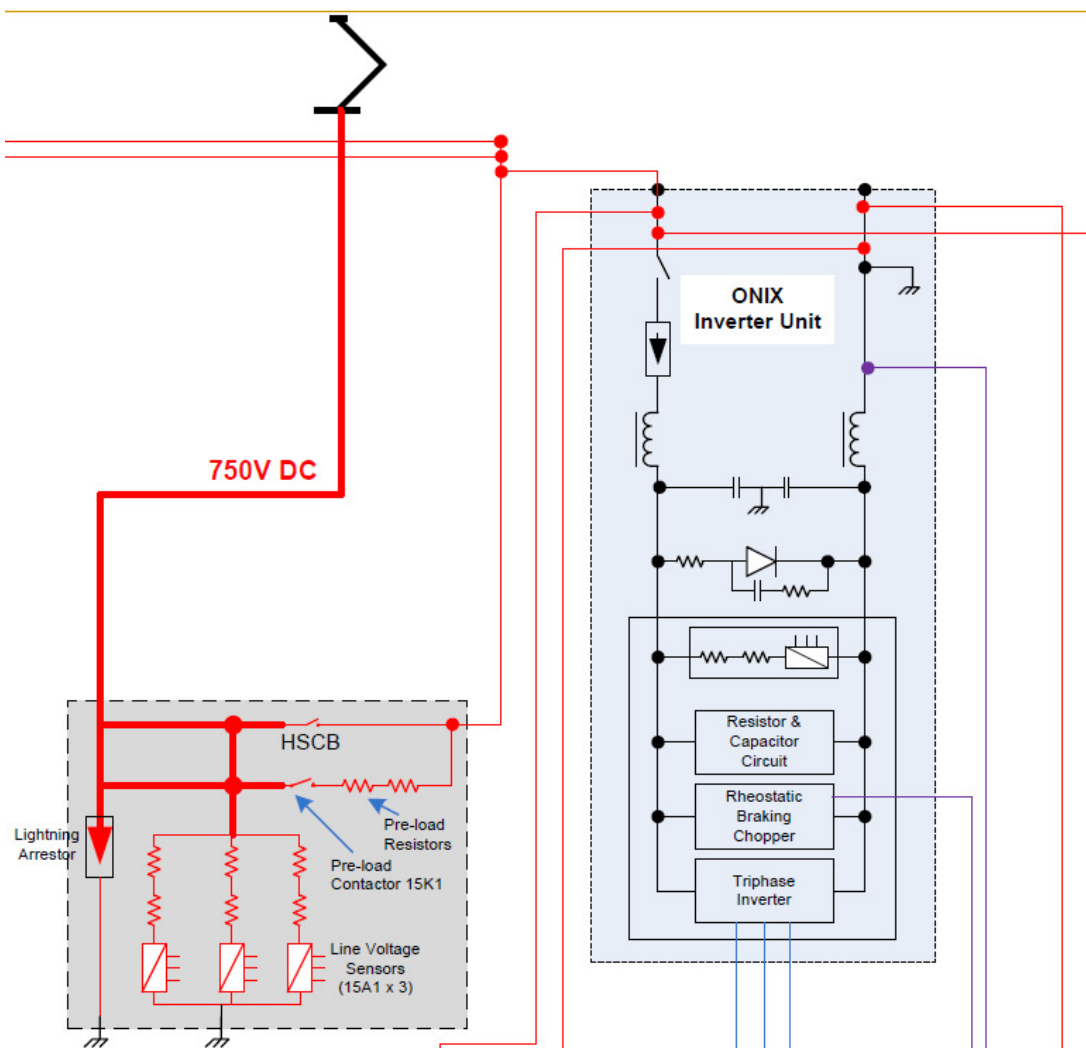 ONIX
Inverter Unit
750V DC
HSCB
Lightning
Arrestor
Pre-load
Resistors
Pre-load
Contactor 15K1
Line Voltage
Sensors
(15A1 x 3)
Resistor &
Capacitor
Circuit
Rheostatic
Braking
Chopper
Triphase
Inverter